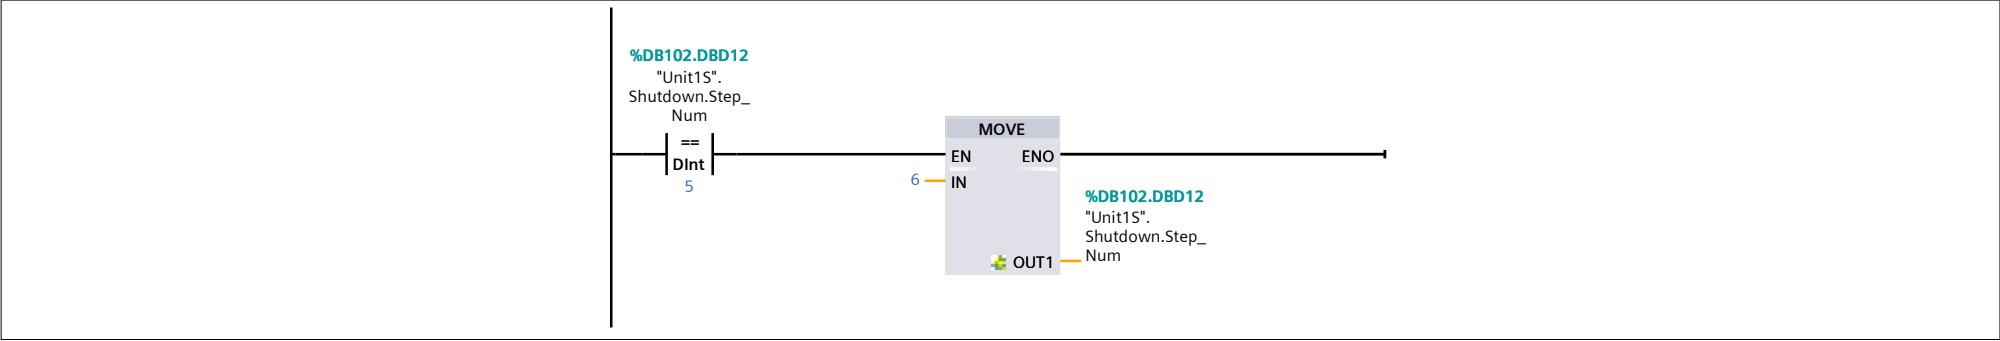 %DB102.DBD12
"Unit1S".
Shutdown.Step_
Num
==
DInt
5
MOVE
EN ENO
6 IN
%DB102.DBD12
"Unit1S".
Shutdown.Step_
Num
OUT1